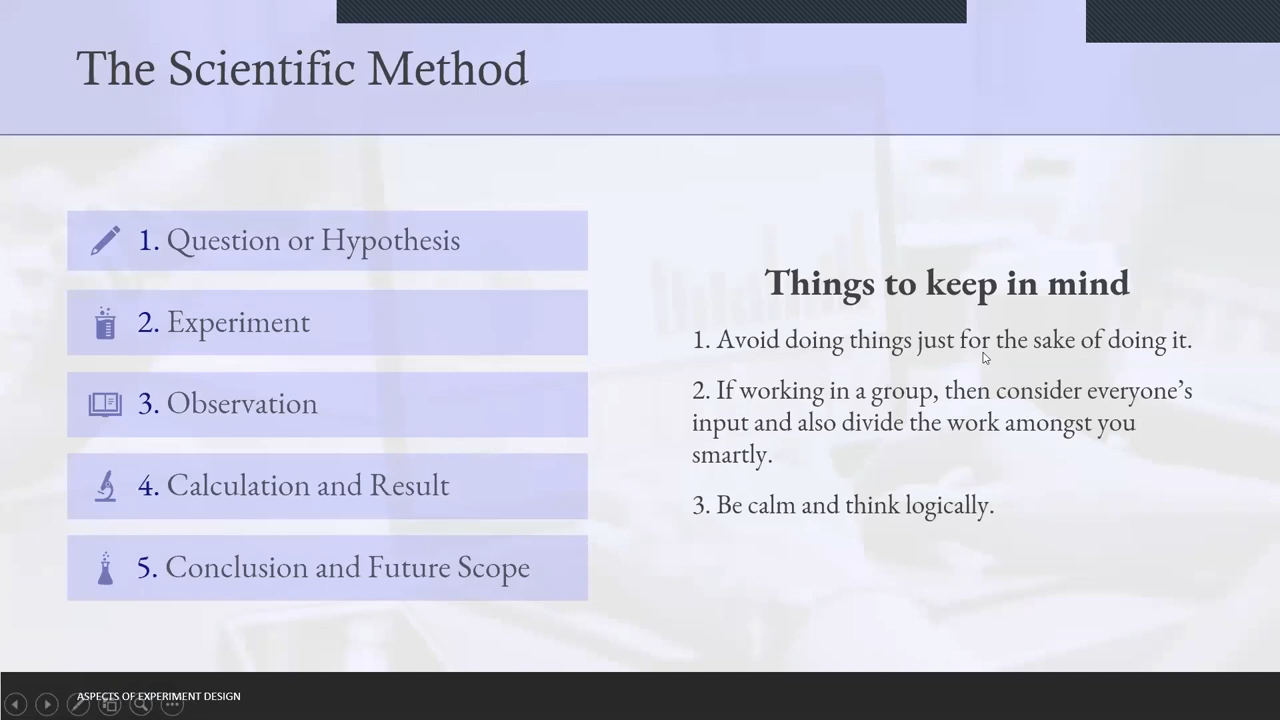 The Scientific Method
1. Question or Hypothesis
2. Experiment
3. Observation
4. Calculation and Result
5. Conclusion and Future Scope
Things to keep in mind
1. Avoid doing things just for the sake of doing it.
2. If working in a group, then consider everyone’s
input and also divide the work amongst you
smartly.
3. Be calm and think logically.
ASPECTS OF EXPERIMENT DESIGN